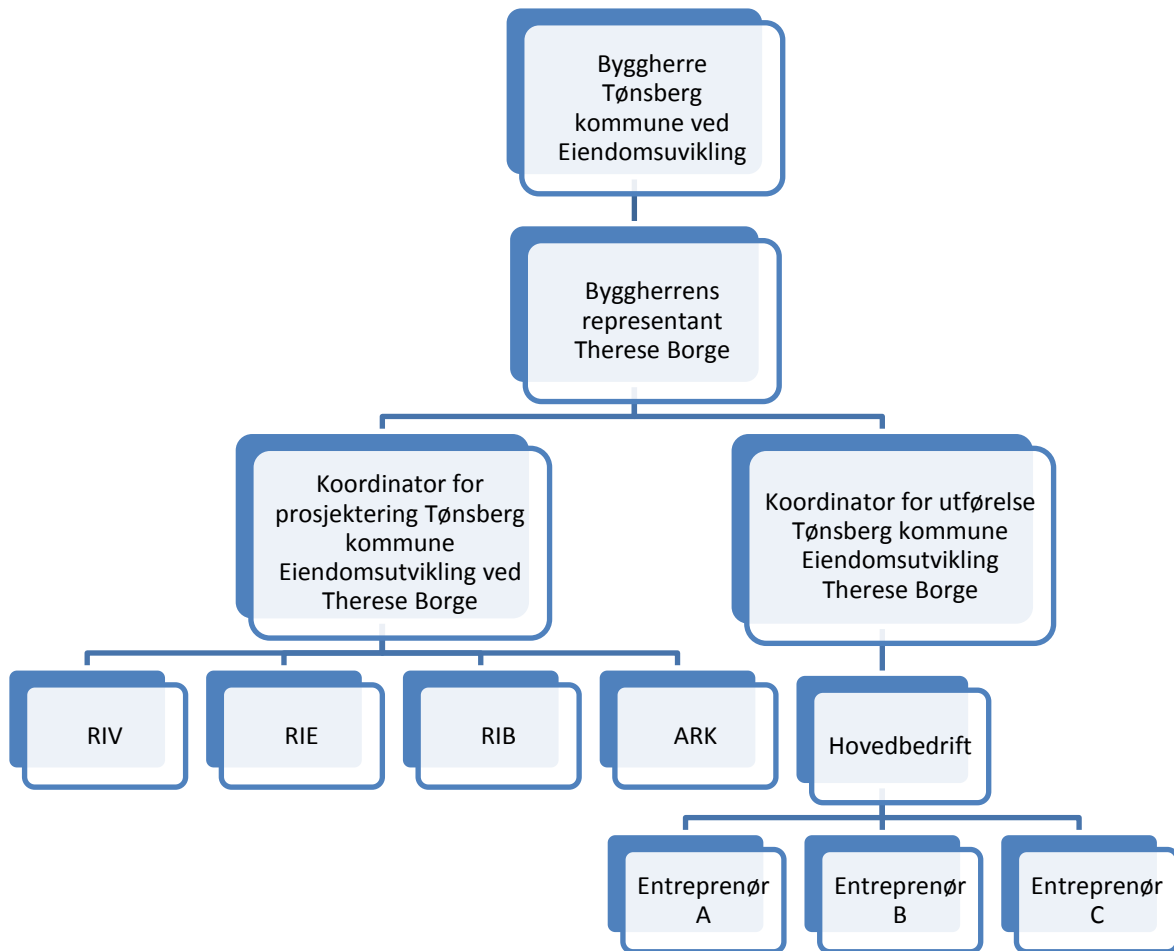 Byggherre
Tønsberg
kommune ved
Eiendomsuvikling
Byggherrens
representant
Therese Borge
Koordinator for
prosjektering Tønsberg
kommune
Eiendomsutvikling ved
Therese Borge
Koordinator for utførelse
Tønsberg kommune
Eiendomsutvikling
Therese Borge
RIV
RIE
RIB
ARK
Hovedbedrift
Entreprenør
A
Entreprenør
B
Entreprenør
C